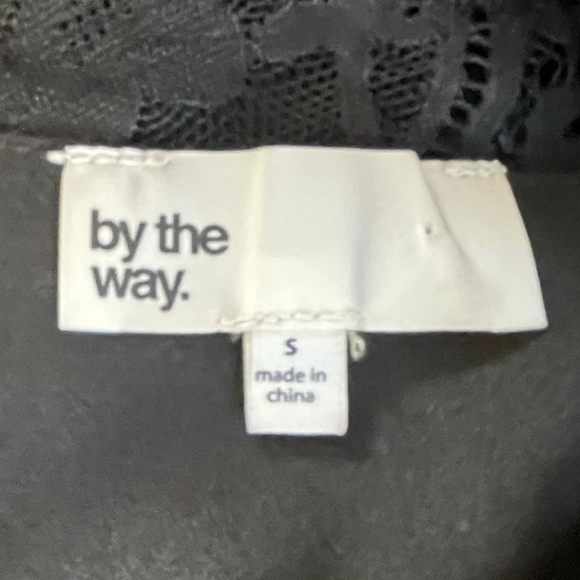 by the
way.
S
made in
china